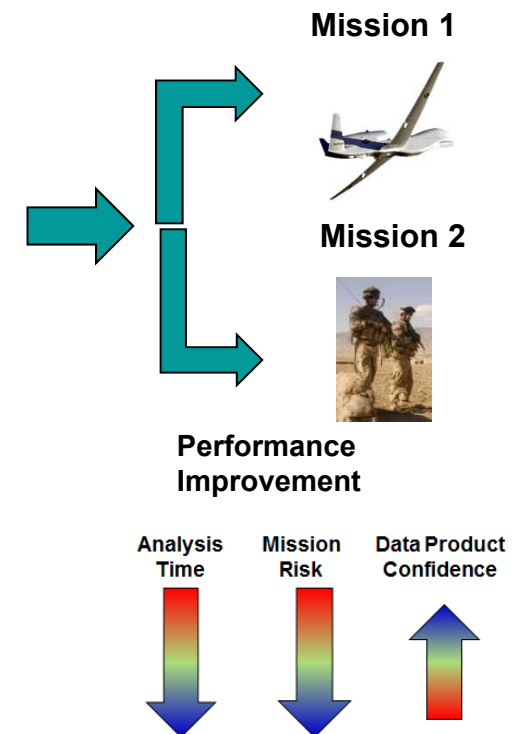 Mission 1
Mission 2
Performance
Improvement
Analysis
Time
Mission
Risk
Data Product
Confidence